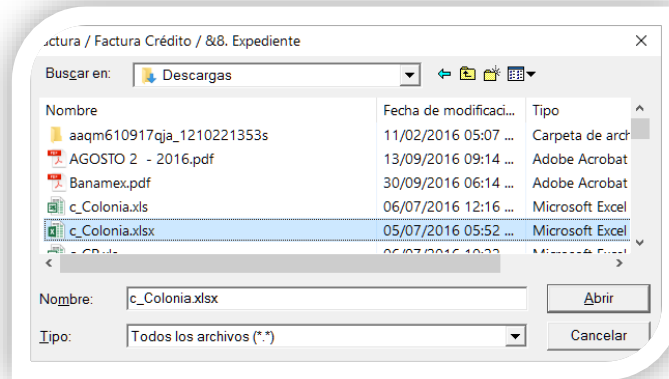 ctura / Factura Crédito / &8. Expediente
Buscar en: Descargas
Nombre Fecha de modificaci... Tipo
aaqm610917qja_1210221353s 11/02/2016 05:07 ... Carpeta de arch
AGOSTO 2 - 2016.pdf 13/09/2016 09:14 ... Adobe Acrobat
Banamex.pdf 30/09/2016 06:14 ... Adobe Acrobat
c_Colonia.xls 06/07/2016 12:16 ... Microsoft Excel
c_Colonia.xlsx 05/07/2016 05:52 ... Microsoft Excel
Nombre: c_Colonia.xlsx Abrir
Tipo: Todos los archivos (*.*) Cancelar